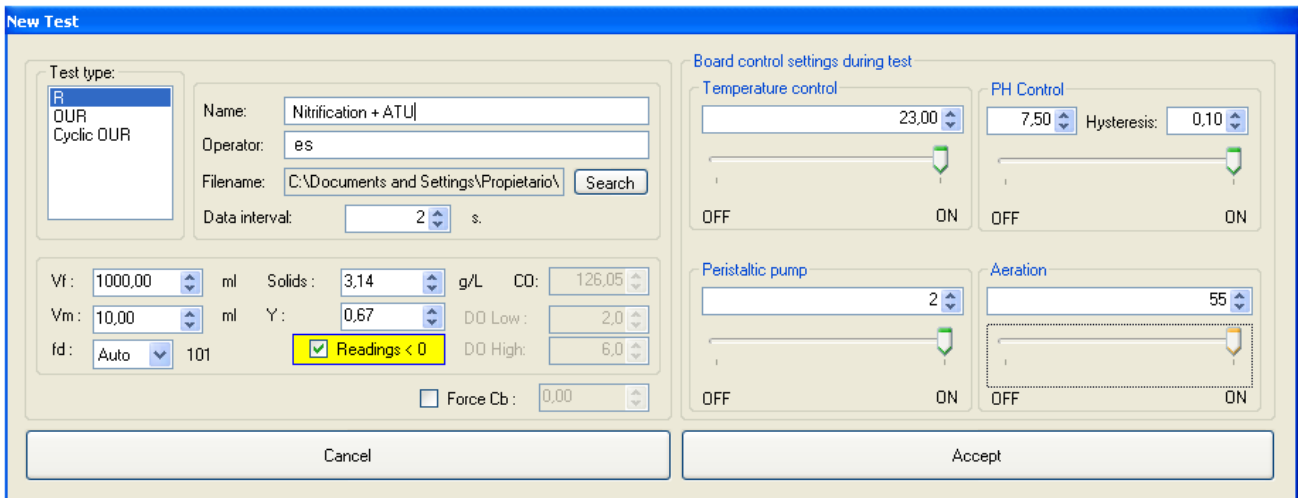 New Test
Test type:
R
OUR
Cyclic OUR
Name: Nitrification + ATU
Operator: es
Filename: C:\Documents and Settings\Propietario\ Search
Data interval: 2 s.
Vf : 1000,00 ml Solids : 3,14 g/L CO: 126,05
Vm : 10,00 ml Y : 0,67 DO Low : 2,0
fd : Auto 101 Readings < 0 DO High: 6,0
Force Cb : 0,00
Board control settings during test
Temperature control
23,00
OFF ON
PH Control
7,50 Hysteresis: 0,10
OFF ON
Peristaltic pump
2
OFF ON
Aeration
55
OFF ON
Cancel
Accept